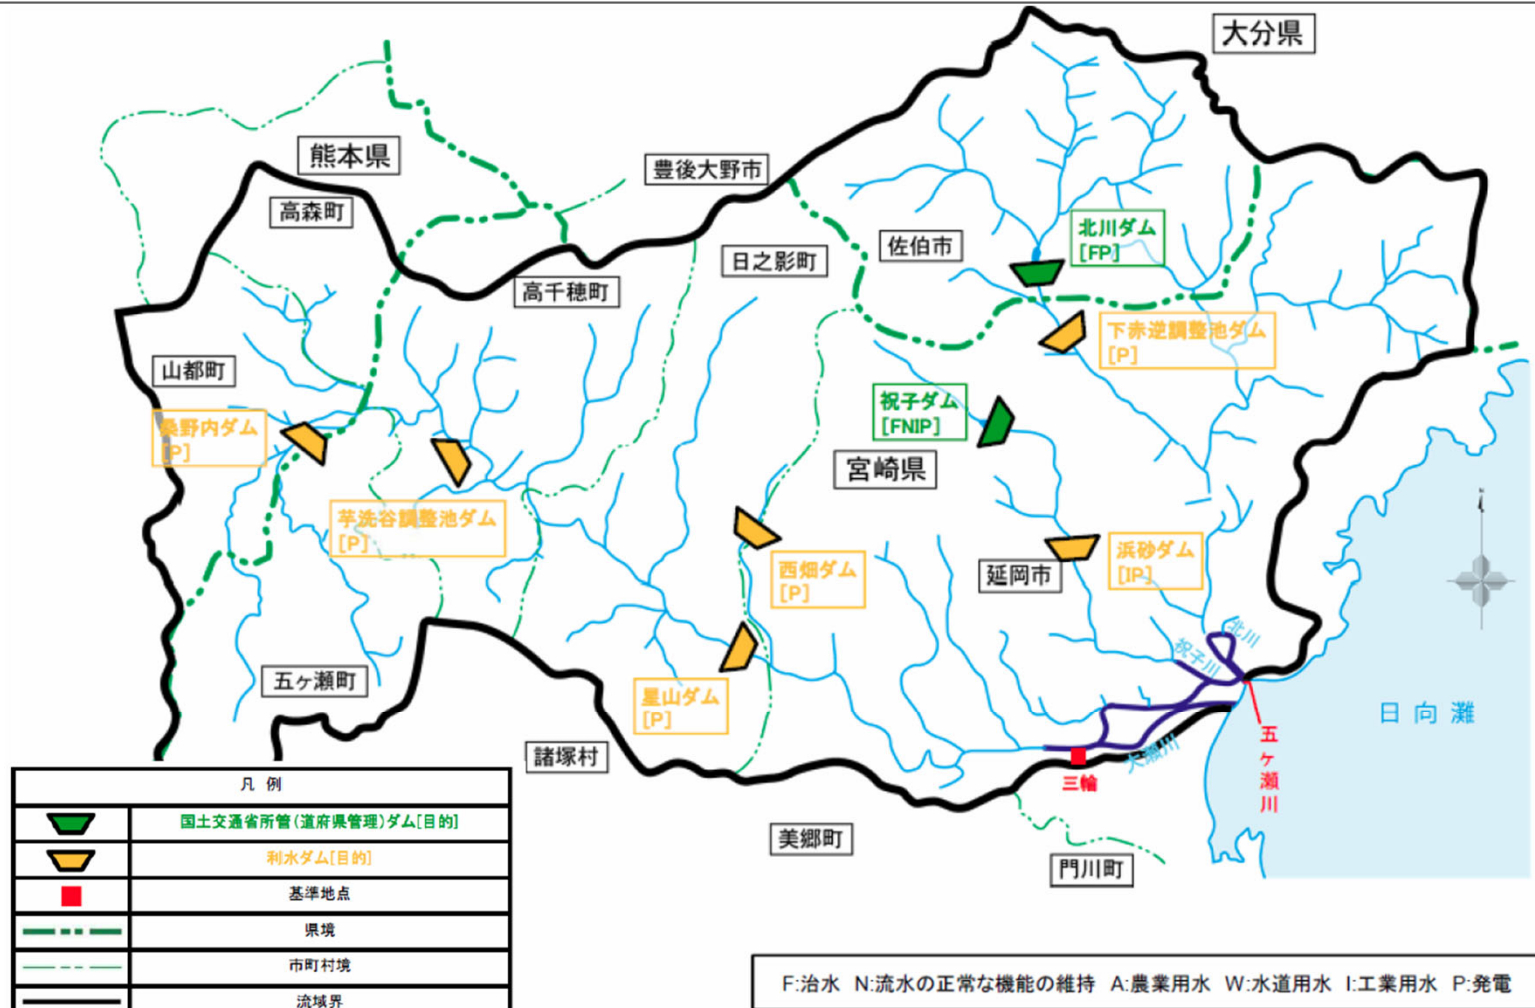 大分県
熊本県
豊後大野市
高森町
北川ダム
[FP]
佐伯市
日之影町
高千穂町
下赤逆調整池ダム
[P]
山都町
祝子ダム
[FNIP]
桑野内ダム
[P]
宮崎県
芋洗谷調整池ダム
[P]
浜砂ダム
[IP]
西畑ダム
[P]
延岡市
北川
祝子川
五ヶ瀬町
星山ダム
[P]
日向灘
五ヶ瀬川
大瀬川
諸塚村
三輪
美郷町
門川町
凡 例
国土交通省所管(道府県管理)ダム[目的]
利水ダム[目的]
基準地点
県境
市町村境
流域界
F:治水 N:流水の正常な機能の維持 A:農業用水 W:水道用水 I:工業用水 P:発電